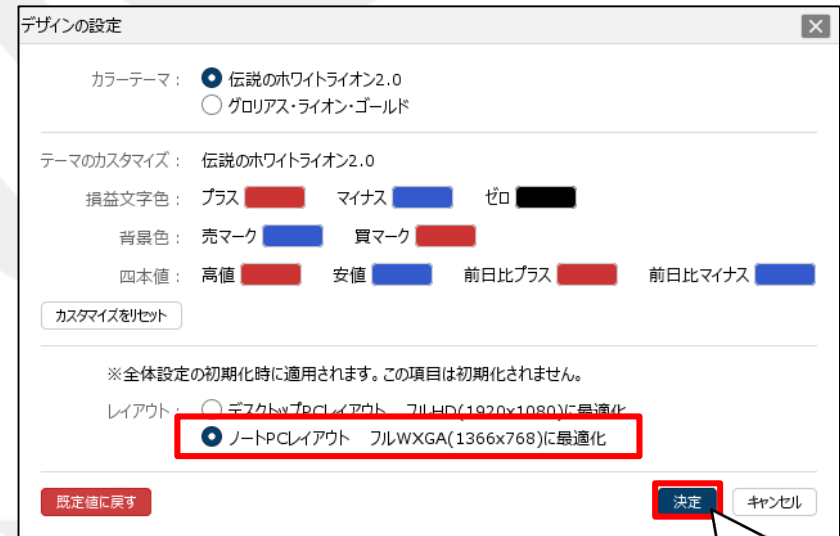 デザインの設定
カラーテーマ： 伝説のホワイトライオン2.0
グロリアス・ライオン・ゴールド
テーマのカスタマイズ： 伝説のホワイトライオン2.0
損益文字色： プラス マイナス ゼロ
背景色： 売マーク 買マーク
四本値： 高値 安値 前日比プラス 前日比マイナス
カスタマイズをリセット
※全体設定の初期化時に適用されます。この項目は初期化されません。
レイアウト： デスクトップPCレイアウト フルHD(1920x1080)に最適化
ノートPCレイアウト フルWXGA(1366x768)に最適化
既定値に戻す 決定 キャンセル